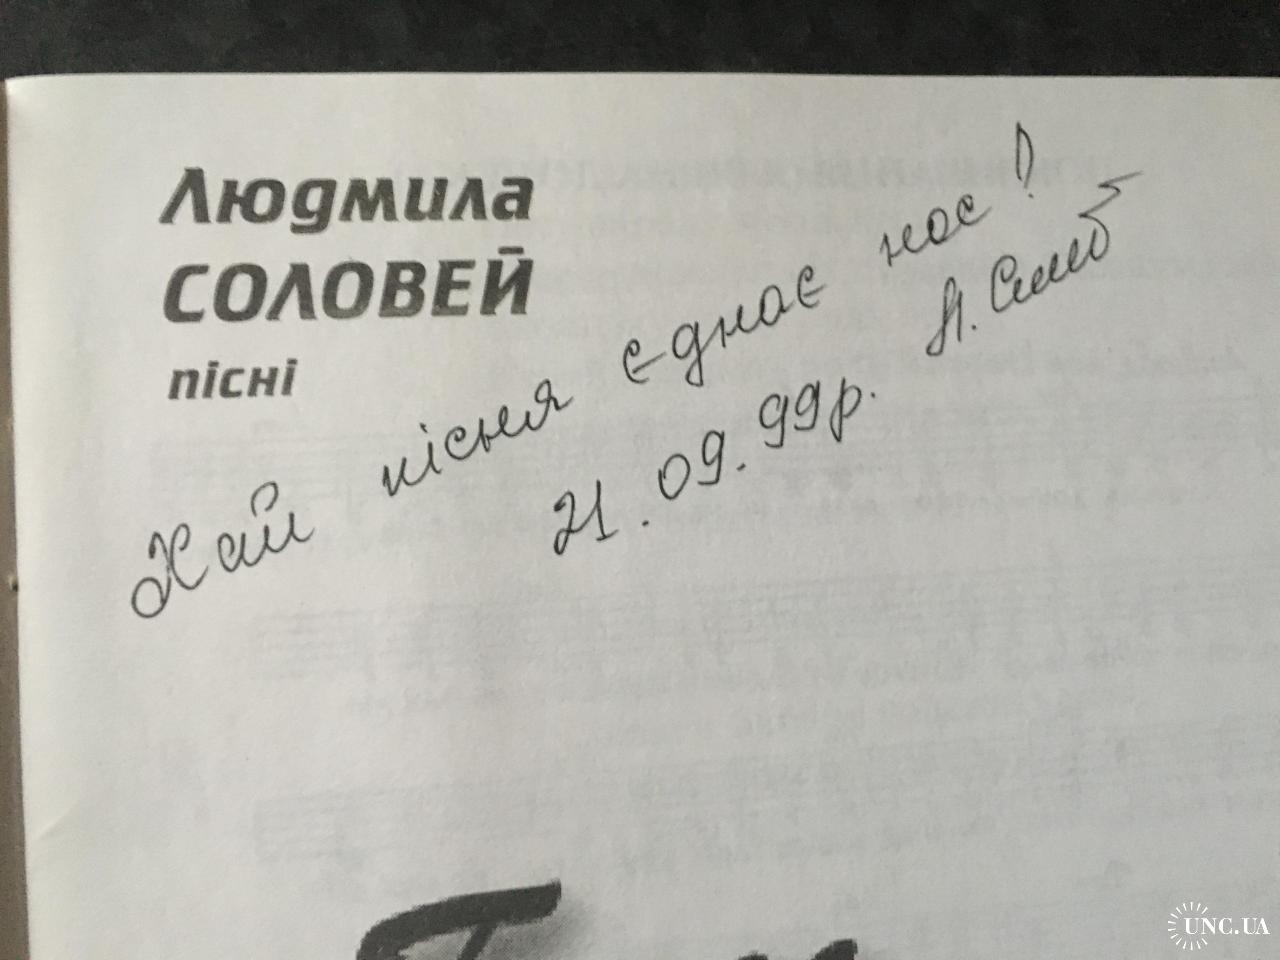 Людмила
СОЛОВЕЙ
пісні
Хай пісня єднає нас!
21.09.99р.
UNC.UA